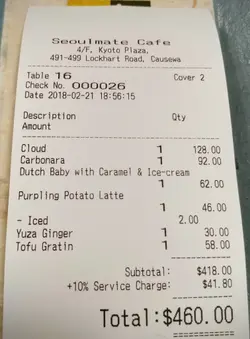 Seoulmate Cafe
4/F, Kyoto Plaza,
491-499 Lockhart Road, Causewa
Table 16 Cover 2
Check No. 000026
Date 2018-02-21 18:56:15
Description Qty
Amount
Cloud 1 128.00
Carbonara 1 92.00
Dutch Baby with Caramel & Ice-cream
1 62.00
Purpling Potato Latte
1 46.00
- Iced 2.00
Yuza Ginger 1 30.00
Tofu Gratin 1 58.00
Subtotal: $418.00
+10% Service Charge: $41.80
Total:$460.00